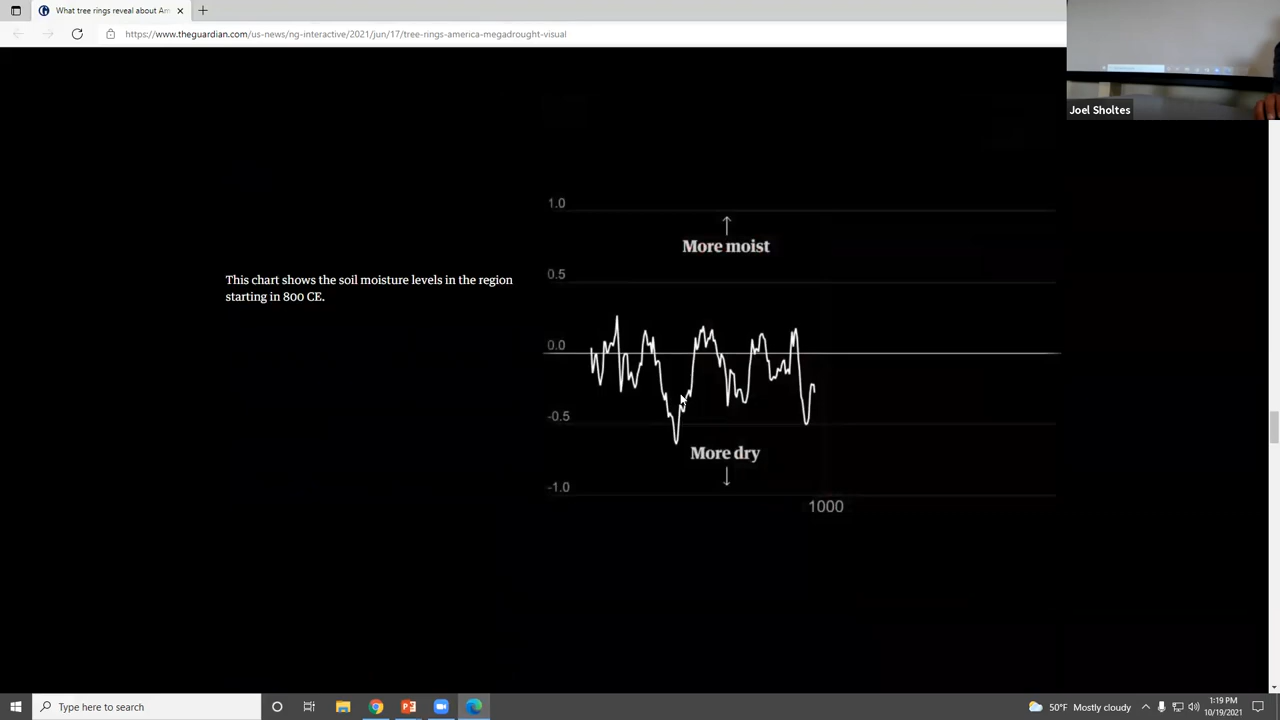 What tree rings reveal about Am
https://www.theguardian.com/us-news/ng-interactive/2021/jun/17/tree-rings-america-megadrought-visual
Joel Sholtes
1.0
More moist
0.5
This chart shows the soil moisture levels in the region
starting in 800 CE.
0.0
-0.5
More dry
-1.0
1000
Type here to search
50°F Mostly cloudy
1:19 PM
10/19/2021